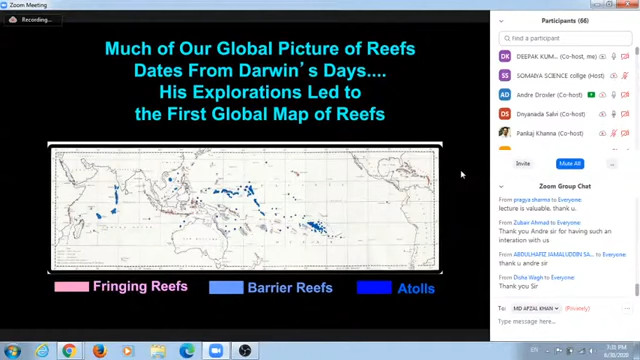 Zoom Meeting
Recording...
Much of Our Global Picture of Reefs
Dates From Darwin's Days....
His Explorations Led to
the First Global Map of Reefs
Fringing Reefs
Barrier Reefs
Atolls
Participants (66)
Find a participant
DK DEEPAK KUM... (Co-host, me)
SS SOMAIYA SCIENCE collge (Host)
AD Andre Droxler (Co-host)
DS Dnyanada Salvi (Co-host)
Pankaj Khanna (Co-host)
Invite
Mute All
...
Zoom Group Chat
From pragya sharma to Everyone:
lecture is valuable, thank u.
From Zubair Ahmad to Everyone:
Thank you Andre sir for having such an
interation with us
From ABDULHAFIZ JAMALUDDIN SA... to Everyone:
thank u andre sir
From Disha Wagh to Everyone:
Thank you Sir
To: MD AFZAL KHAN (Privately)
Type message here...
EN
7:31 PM
6/30/2020